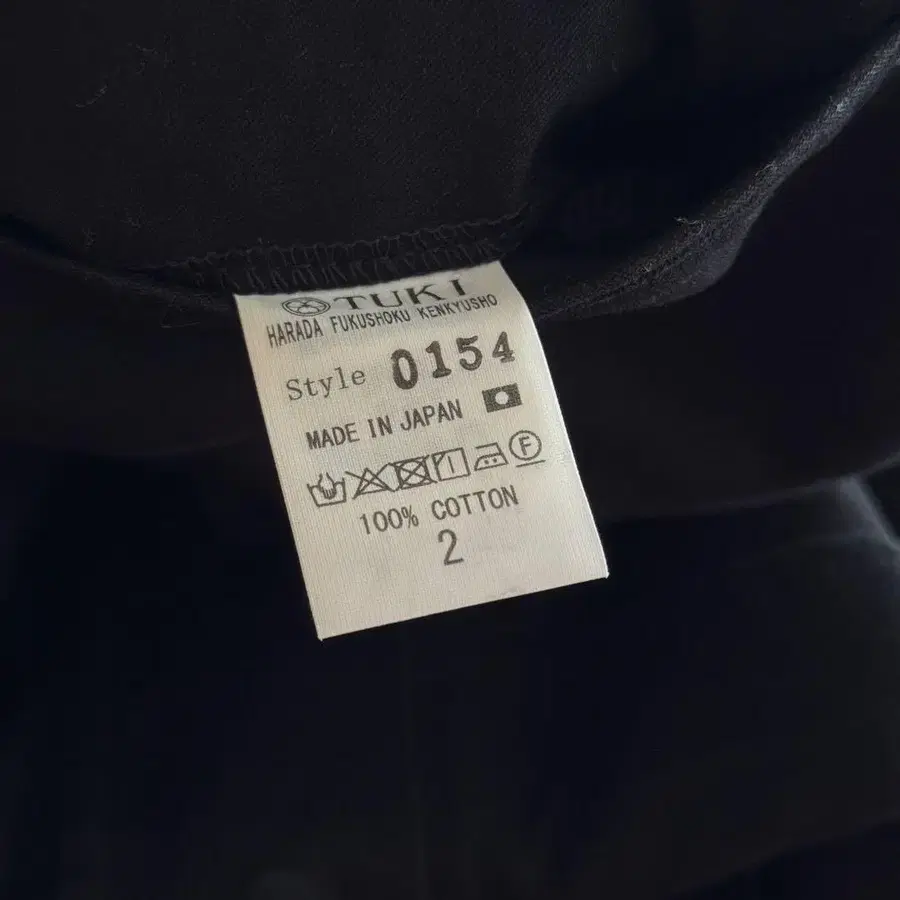 TUKI
HARADA FUKUSHOKU KENKYUSHO
Style 0154
MADE IN JAPAN
F
100% COTTON
2